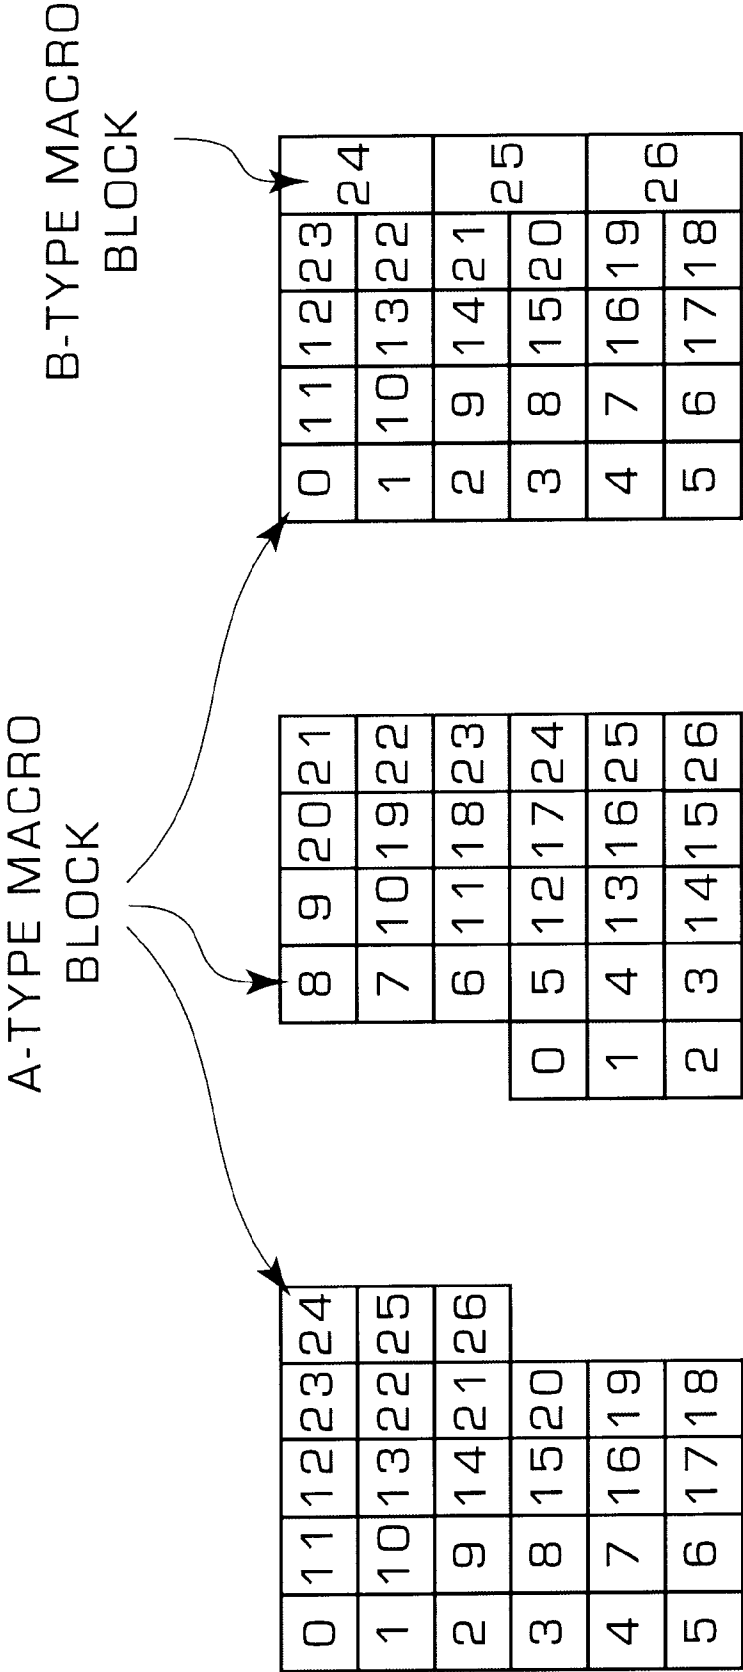 A-TYPE MACRO
BLOCK
B-TYPE MACRO
BLOCK
0 11 12 23 24
1 10 13 22 25
2 9 14 21 26
3 8 15 20
4 7 16 19
5 6 17 18
8 9 20 21
7 10 19 22
6 11 18 23
0 5 12 17 24
1 4 13 16 25
2 3 14 15 26
0 11 12 23 24
1 10 13 22
2 9 14 21 25
3 8 15 20
4 7 16 19 26
5 6 17 18